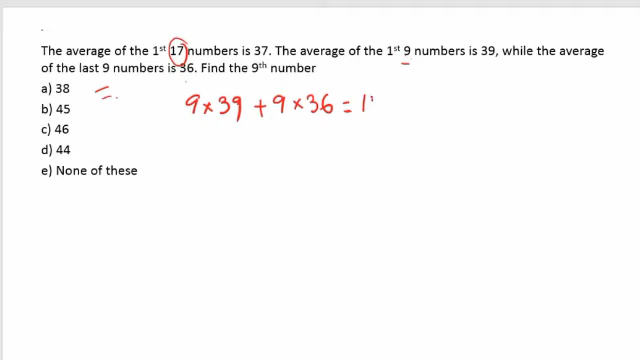 The average of the 1st 17 numbers is 37. The average of the 1st 9 numbers is 39, while the average
of the last 9 numbers is 36. Find the 9th number
a) 38
9 × 39 + 9 × 36 = 1
b) 45
c) 46
d) 44
e) None of these